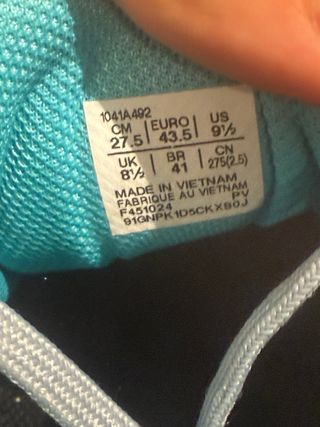 1041A492
CM EURO US
27.5 43.5 9½
UK BR CN
8½ 41 275(2.5)
MADE IN VIETNAM
FABRIQUE AU VIETNAM
F451024 PV
91GNPK1D5CKXB0J